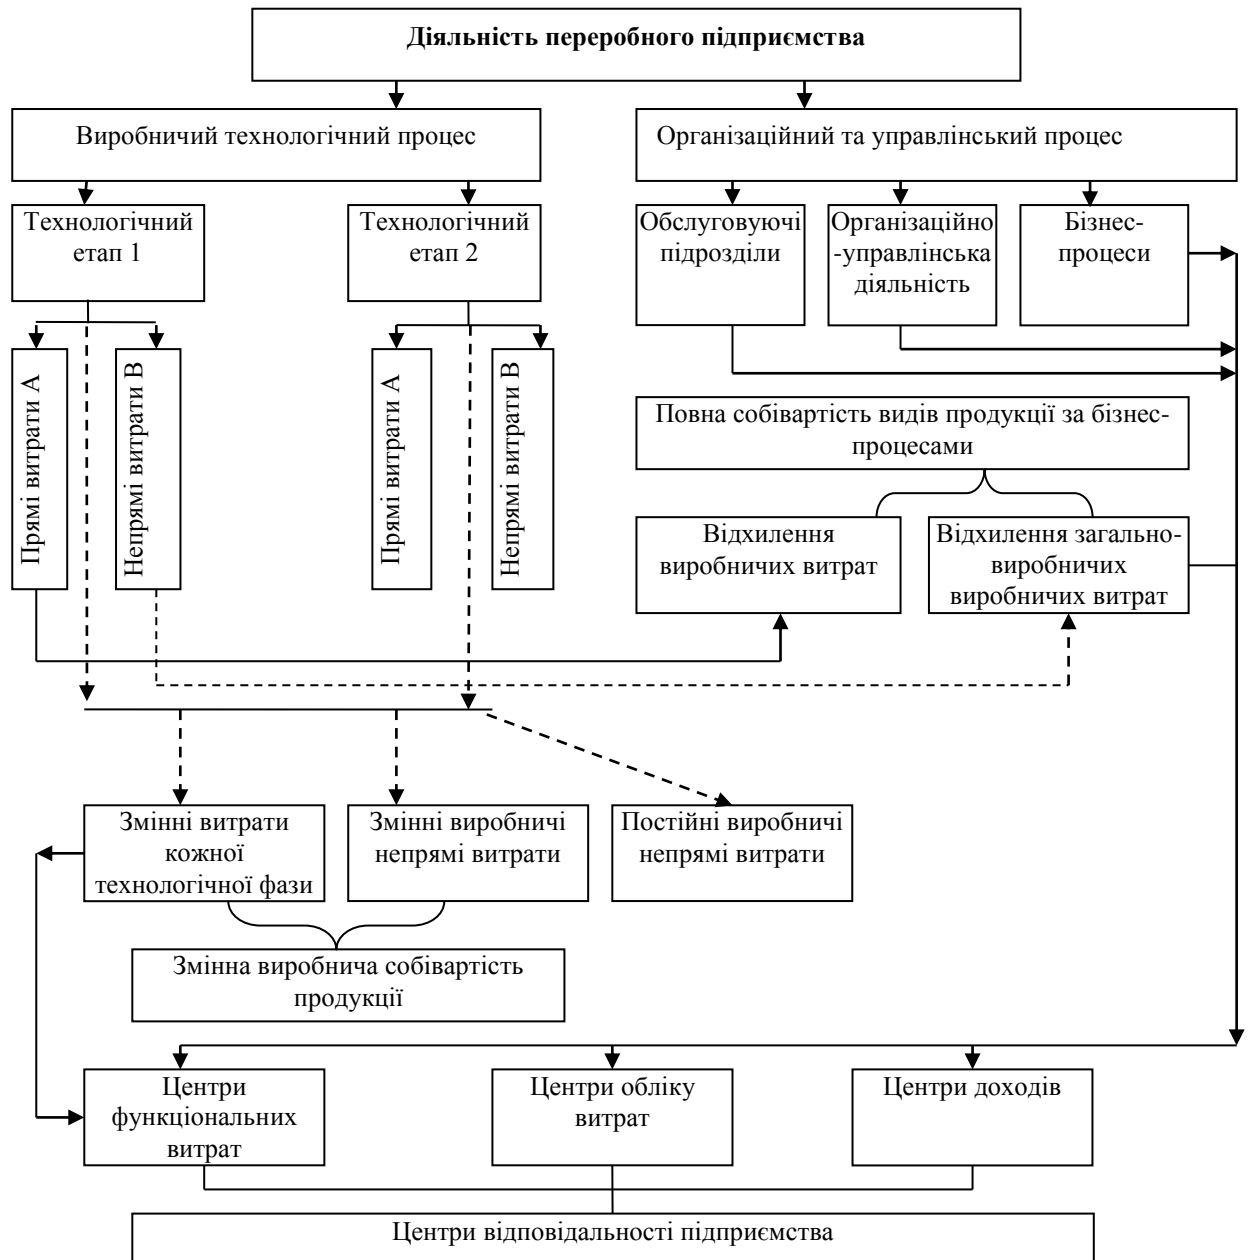 Діяльність переробного підприємства
Виробничий технологічний процес
Організаційний та управлінський процес
Технологічний
етап 1
Технологічний
етап 2
Обслуговуючі
підрозділи
Організаційно
-управлінська
діяльність
Бізнес-
процеси
Прямі витрати А
Непрямі витрати В
Прямі витрати А
Непрямі витрати В
Повна собівартість видів продукції за бізнес-
процесами
Відхилення
виробничих витрат
Відхилення загально-
виробничих
виробничих витрат
Змінні витрати
кожної
технологічної фази
Змінні виробничі
непрямі витрати
Постійні виробничі
непрямі витрати
Змінна виробнича собівартість
продукції
Центри
функціональних
витрат
Центри обліку
витрат
Центри доходів
Центри відповідальності підприємства